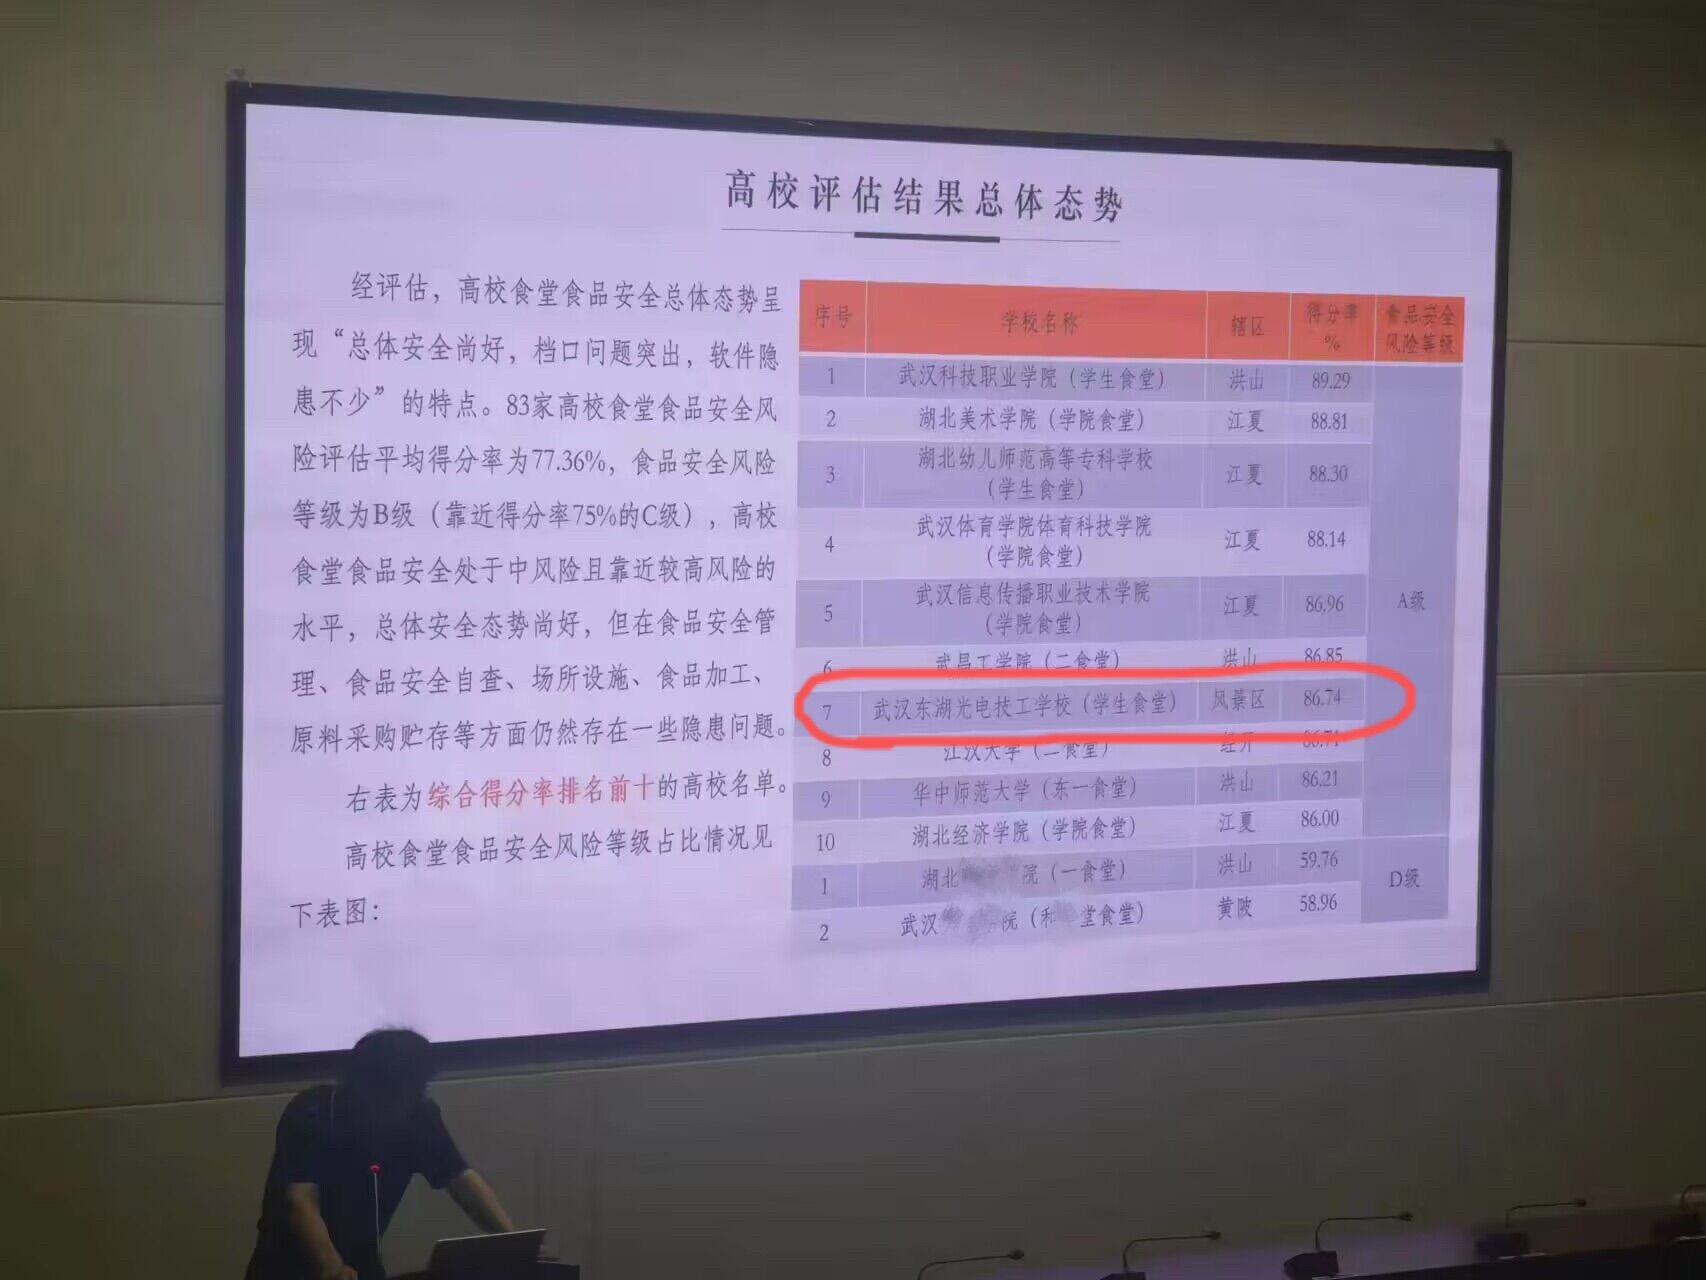 高校评估结果总体态势
经评估，高校食堂食品安全总体态势呈
现“总体安全尚好，档口问题突出，软件隐
患不少”的特点。83家高校食堂食品安全风
险评估平均得分率为77.36%，食品安全风险
等级为B级（靠近得分率75%的C级），高校
食堂食品安全处于中风险且靠近较高风险的
水平，总体安全态势尚好，但在食品安全管
理、食品安全自查、场所设施、食品加工、
原料采购贮存等方面仍然存在一些隐患问题。
右表为综合得分率排名前十的高校名单。
高校食堂食品安全风险等级占比情况见
下表图：
序号 学校名称 辖区 得分率% 食品安全风险等级
1 武汉科技职业学院（学生食堂） 洪山 89.29
2 湖北美术学院（学院食堂） 江夏 88.81
3 湖北幼儿师范高等专科学校（学生食堂） 江夏 88.30
4 武汉体育学院体育科技学院（学院食堂） 江夏 88.14
5 武汉信息传播职业技术学院（学院食堂） 江夏 86.96
A级
6 武昌工学院（二食堂） 洪山 86.85
7 武汉东湖光电技工学校（学生食堂） 风景区 86.74
8 江汉大学（二食堂） 经开 86.71
9 华中师范大学（东一食堂） 洪山 86.21
10 湖北经济学院（学院食堂） 江夏 86.00
1 湖北 院（一食堂） 洪山 59.76
D级
2 武汉 院（和 堂食堂） 黄陂 58.96